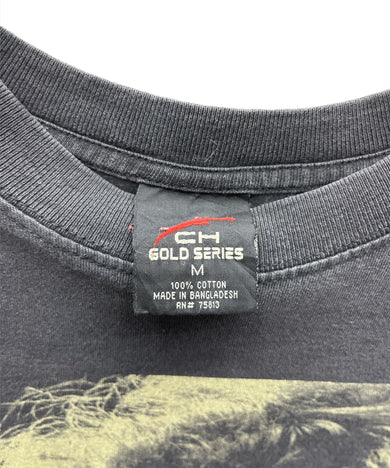 CH
GOLD SERIES
M
100% COTTON
MADE IN BANGLADESH
RN# 75813